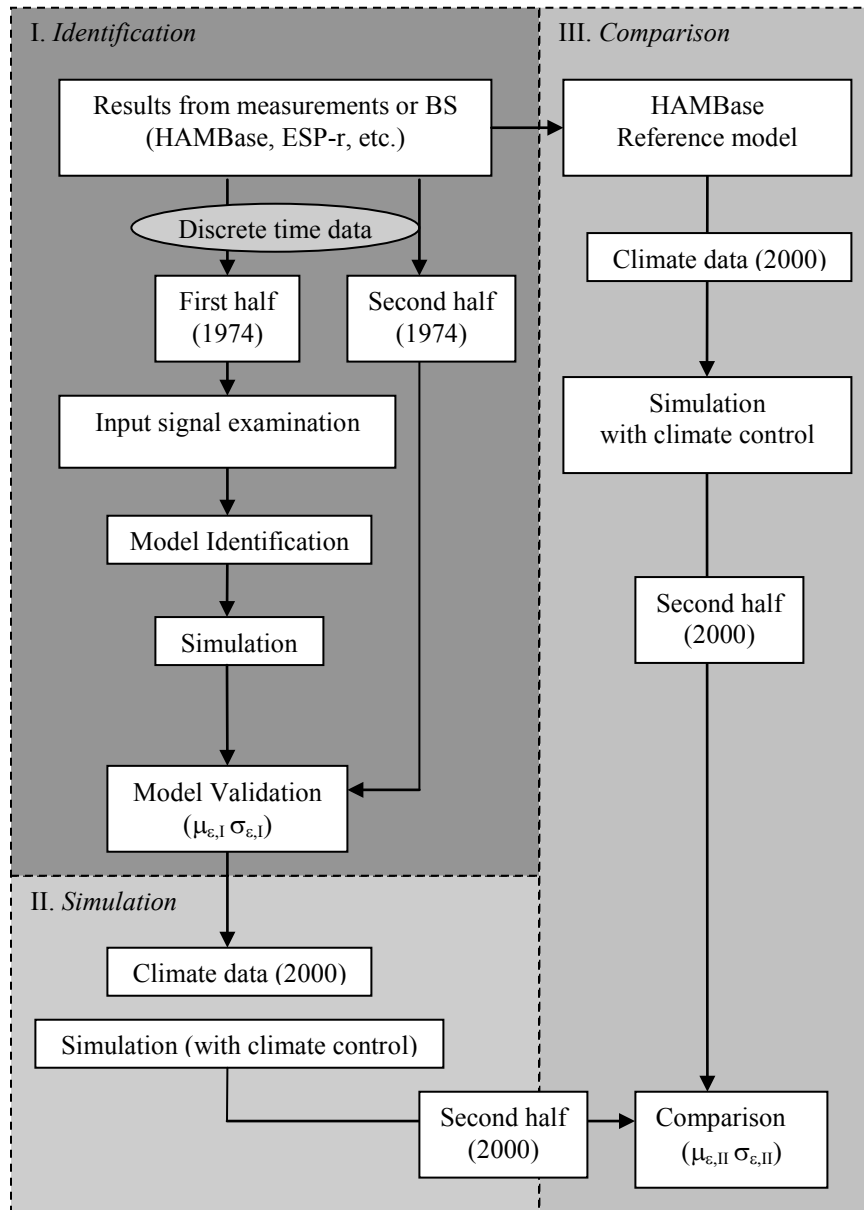 I. Identification
Results from measurements or BS
(HAMBase, ESP-r, etc.)
Discrete time data
First half
(1974)
Second half
(1974)
Input signal examination
Model Identification
Simulation
Model Validation
(με,I σε,I)
II. Simulation
Climate data (2000)
Simulation (with climate control)
Second half
(2000)
III. Comparison
HAMBase
Reference model
Climate data (2000)
Simulation
with climate control
Second half
(2000)
Comparison
(με,II σε,II)